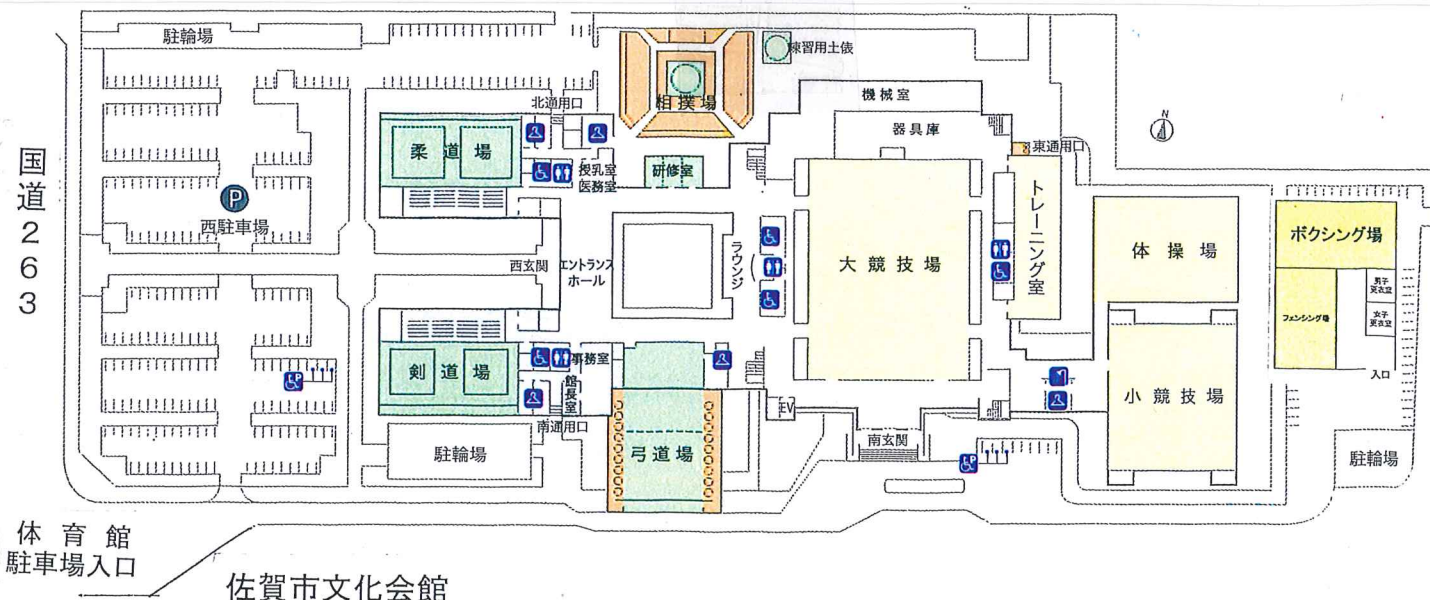 駐輪場
練習用土俵
相撲場
機械室
北通用口
器具庫
柔道場
東通用口
研修室
授乳室
医務室
N
トレーニング室
国道263
P
西駐車場
体操場
ボクシング場
ラウンジ
大競技場
西玄関
エントランス
ホール
男子
更衣室
フェンシング場
女子
更衣室
事務室
剣道場
P
入口
館長室
小競技場
EV
南通用口
南玄関
駐輪場
弓道場
駐輪場
P
体育館
駐車場入口
佐賀市文化会館